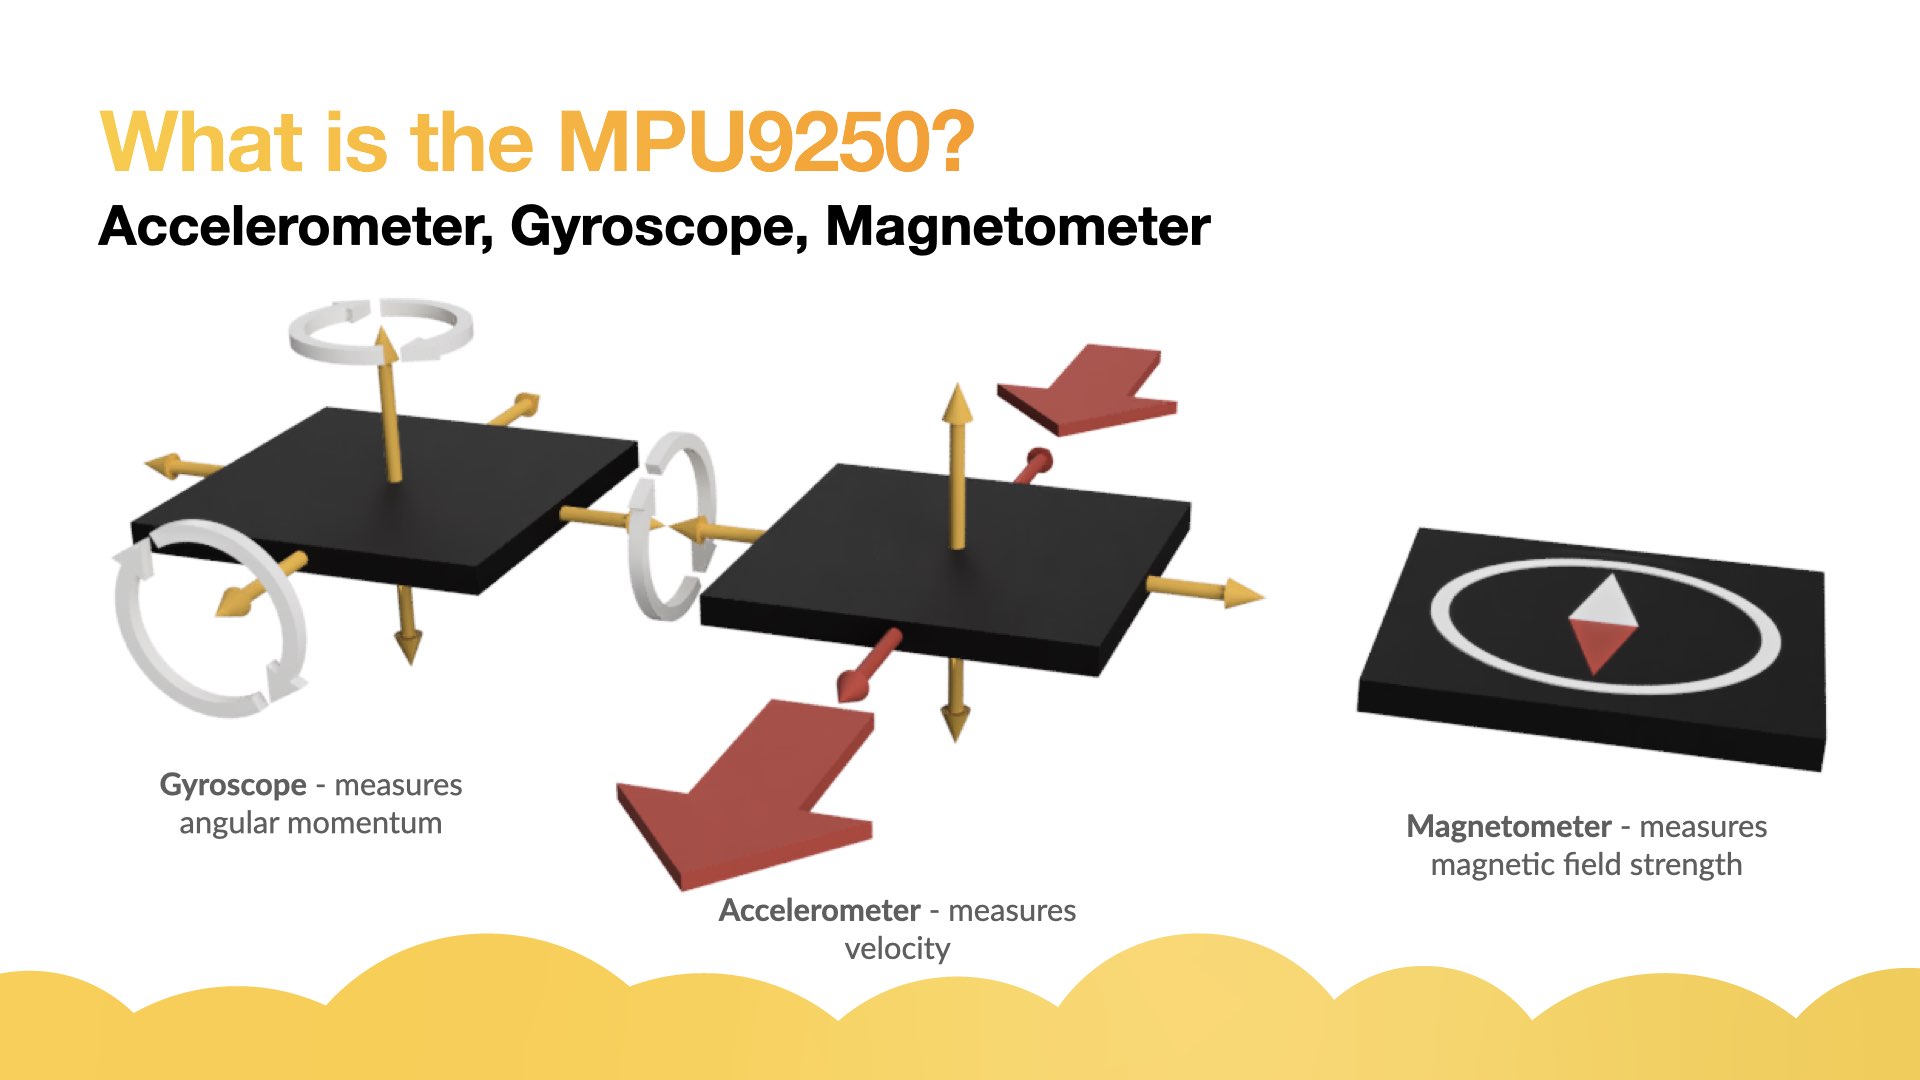 What is the MPU9250?
Accelerometer, Gyroscope, Magnetometer
Gyroscope - measures
angular momentum
Accelerometer - measures
velocity
Magnetometer - measures
magnetic field strength